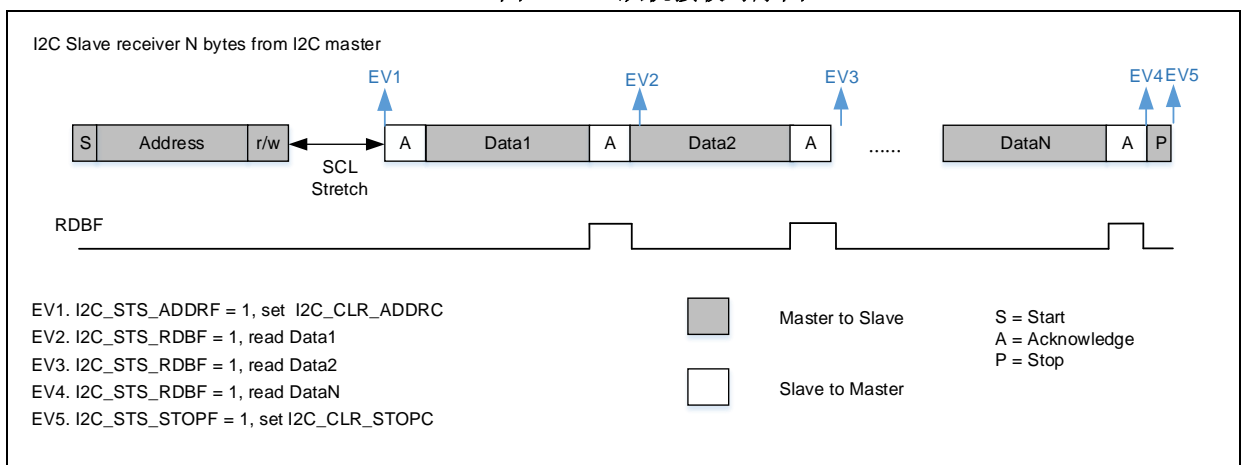 I2C Slave receiver N bytes from I2C master
EV1 EV2 EV3 EV4 EV5
S Address r/w A Data1 A Data2 A ...... DataN A P
SCL
Stretch
RDBF
EV1. I2C_STS_ADDRF = 1, set I2C_CLR_ADDRC
EV2. I2C_STS_RDBF = 1, read Data1
EV3. I2C_STS_RDBF = 1, read Data2
EV4. I2C_STS_RDBF = 1, read DataN
EV5. I2C_STS_STOPF = 1, set I2C_CLR_STOPC
Master to Slave
Slave to Master
S = Start
A = Acknowledge
P = Stop